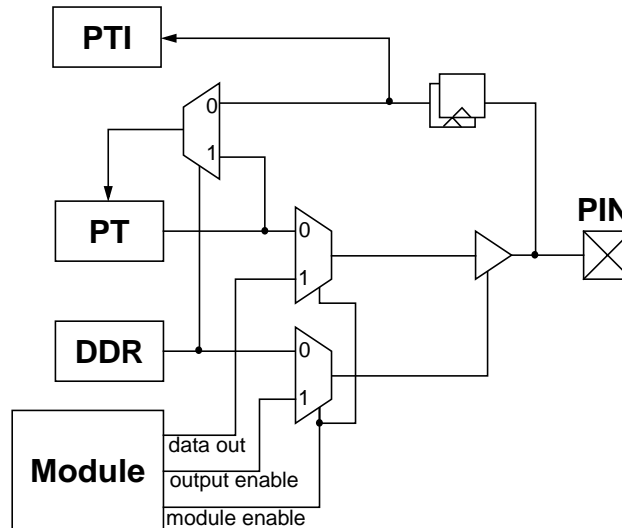 PTI
0
1
PT
PIN
0
1
DDR
0
1
Module
data out
output enable
module enable